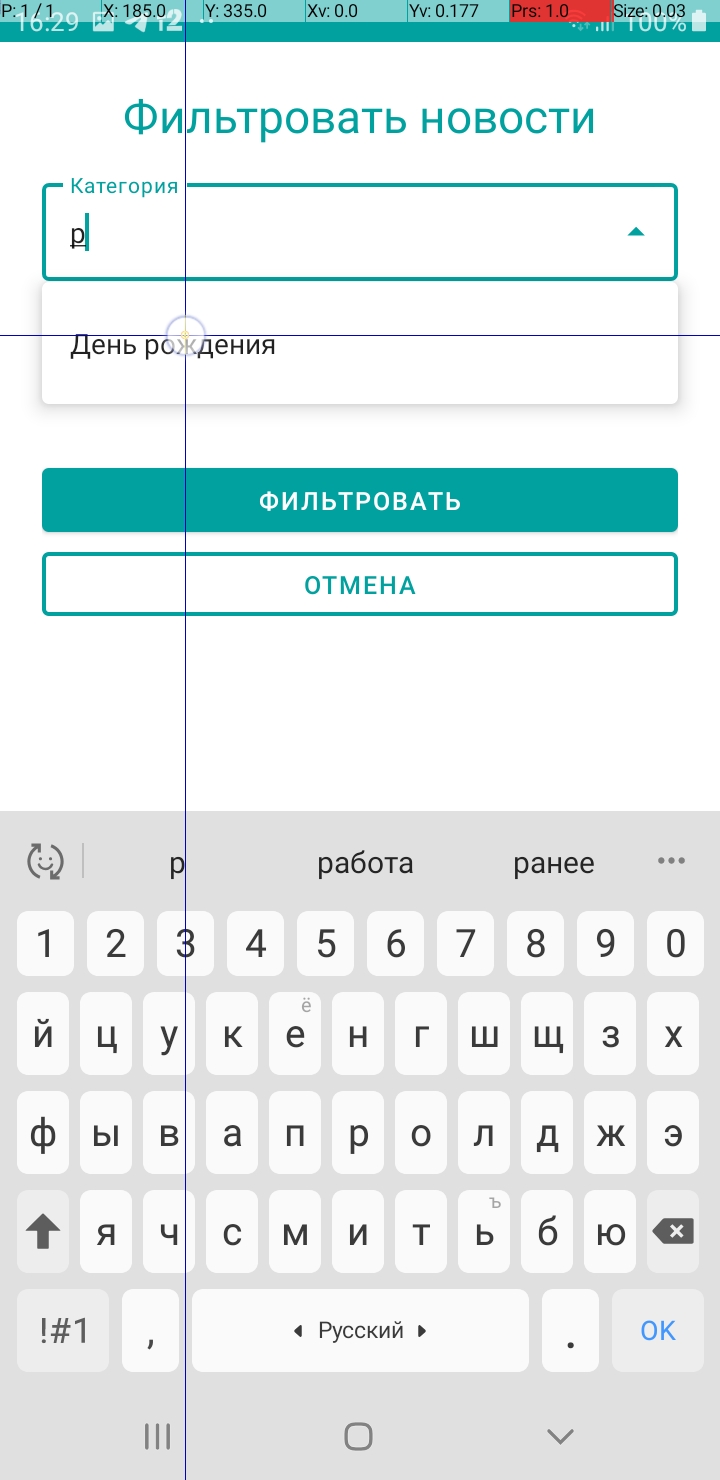 P: 1 / 1 X: 185.0 Y: 335.0 Xv: 0.0 Yv: 0.177 Prs: 1.0 Size: 0.03
16:29 100%
Фильтровать новости
Категория
р
День рождения
ФИЛЬТРОВАТЬ
ОТМЕНА
р работа ранее
1 2 3 4 5 6 7 8 9 0
ё
й ц у к е н г ш щ з х
ф ы в а п р о л д ж э
ъ
я ч с м и т ь б ю
!#1 , Русский . OK